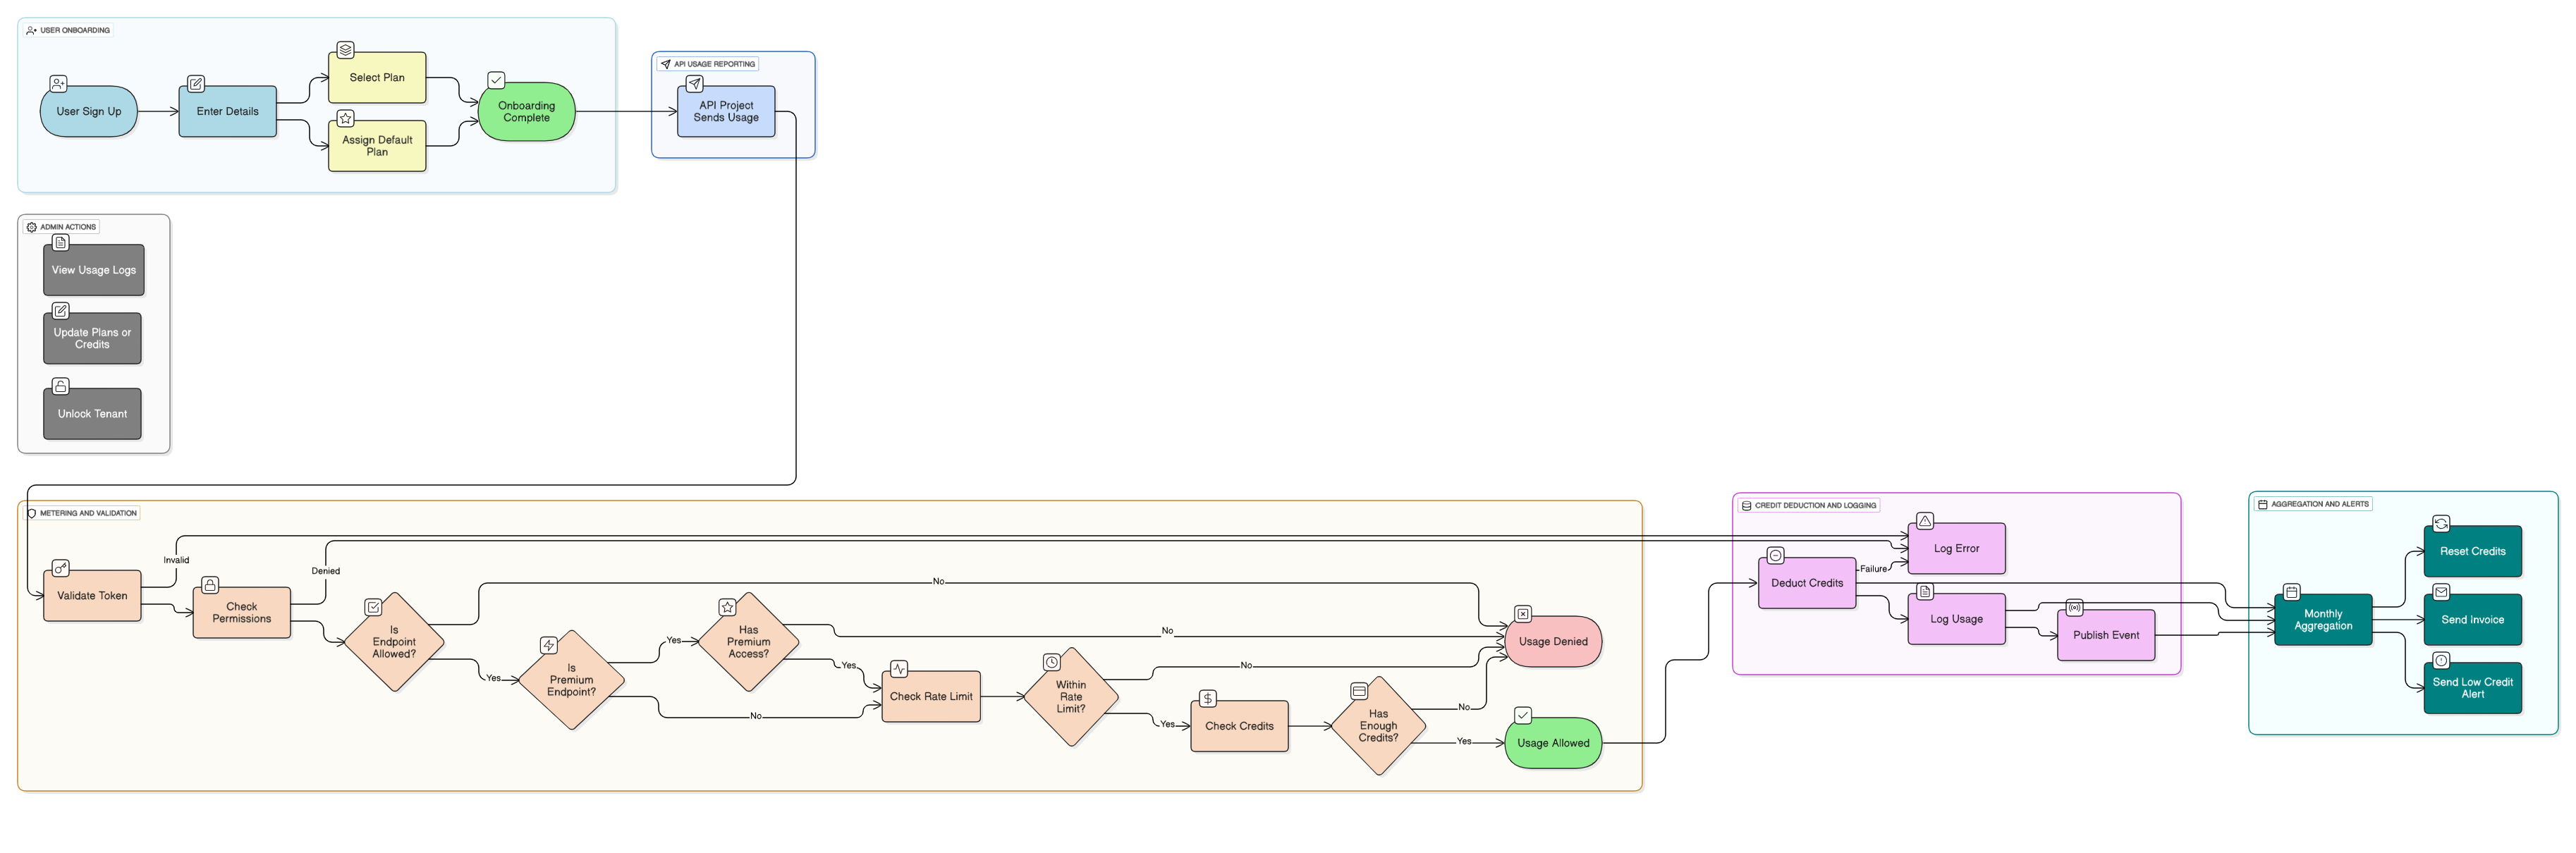 USER ONBOARDING
User Sign Up
Enter Details
Select Plan
Assign Default
Plan
Onboarding
Complete
API USAGE REPORTING
API Project
Sends Usage
ADMIN ACTIONS
View Usage Logs
Update Plans or
Credits
Unlock Tenant
METERING AND VALIDATION
Validate Token
Invalid
Check
Permissions
Denied
Is
Endpoint
Allowed?
No
Yes
Is
Premium
Endpoint?
Yes
No
Has
Premium
Access?
No
Yes
Check Rate Limit
Within
Rate
Limit?
No
Yes
Check Credits
Has
Enough
Credits?
No
Yes
Usage Denied
Usage Allowed
CREDIT DEDUCTION AND LOGGING
Deduct Credits
Failure
Log Error
Log Usage
Publish Event
AGGREGATION AND ALERTS
Monthly
Aggregation
Reset Credits
Send Invoice
Send Low Credit
Alert